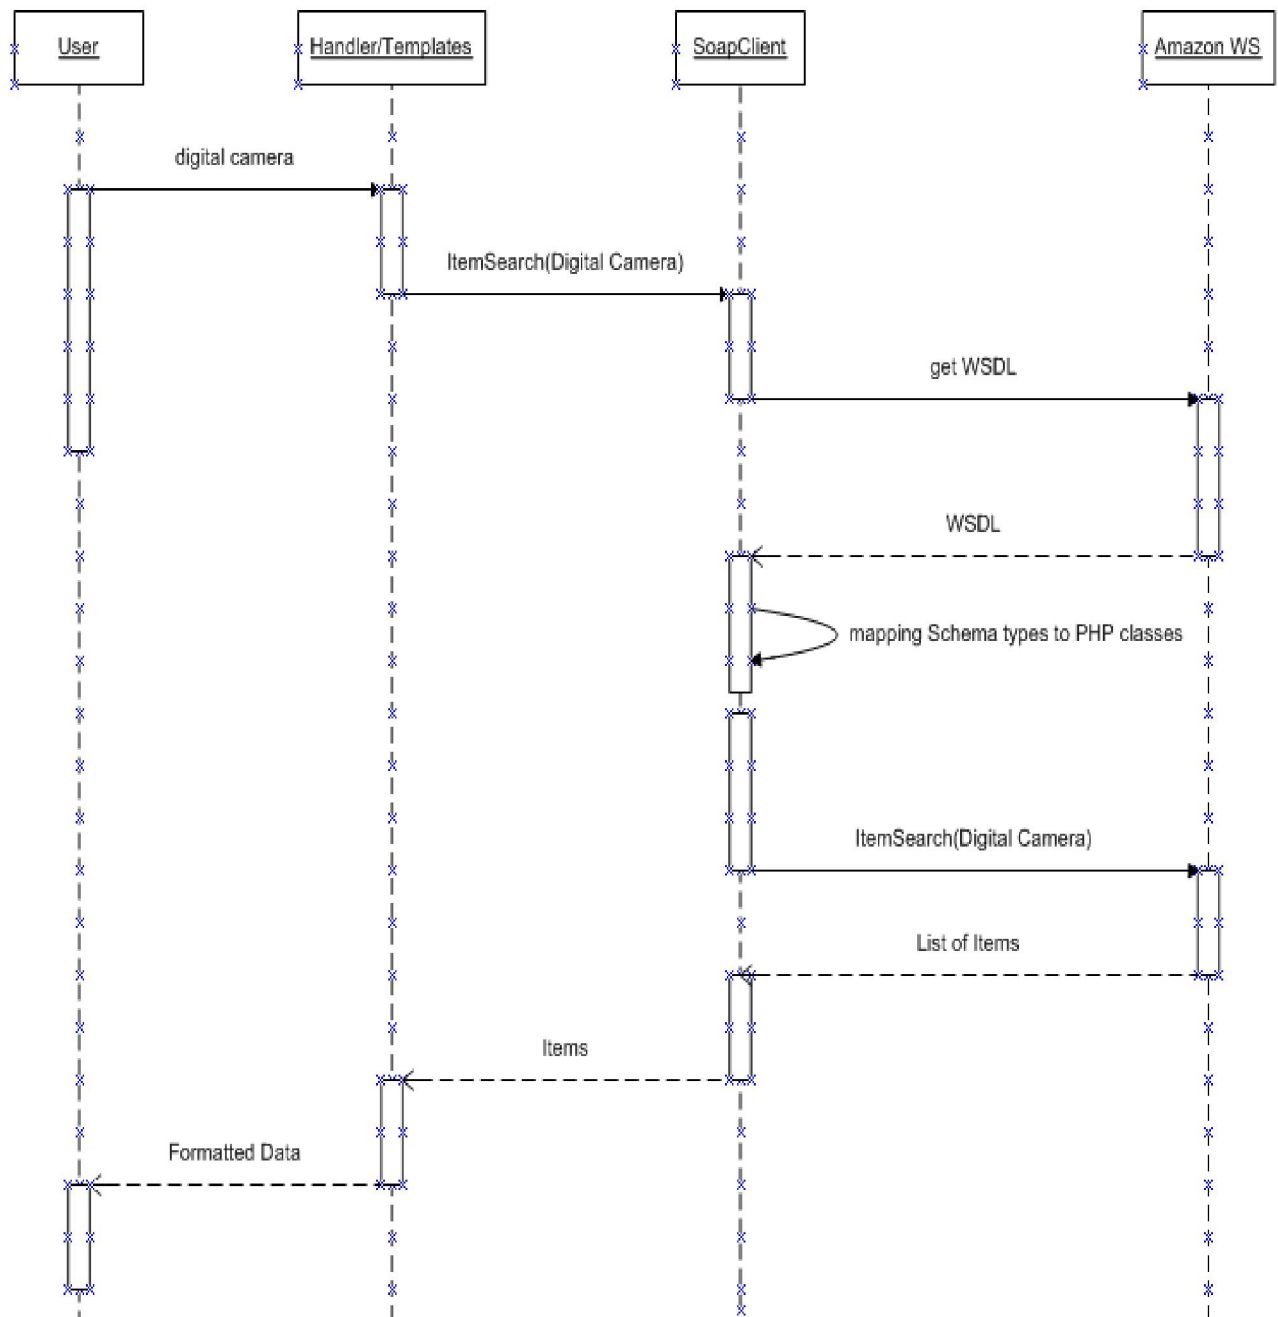 User
Handler/Templates
SoapClient
Amazon WS
digital camera
ItemSearch(Digital Camera)
get WSDL
WSDL
mapping Schema types to PHP classes
ItemSearch(Digital Camera)
List of Items
Items
Formatted Data